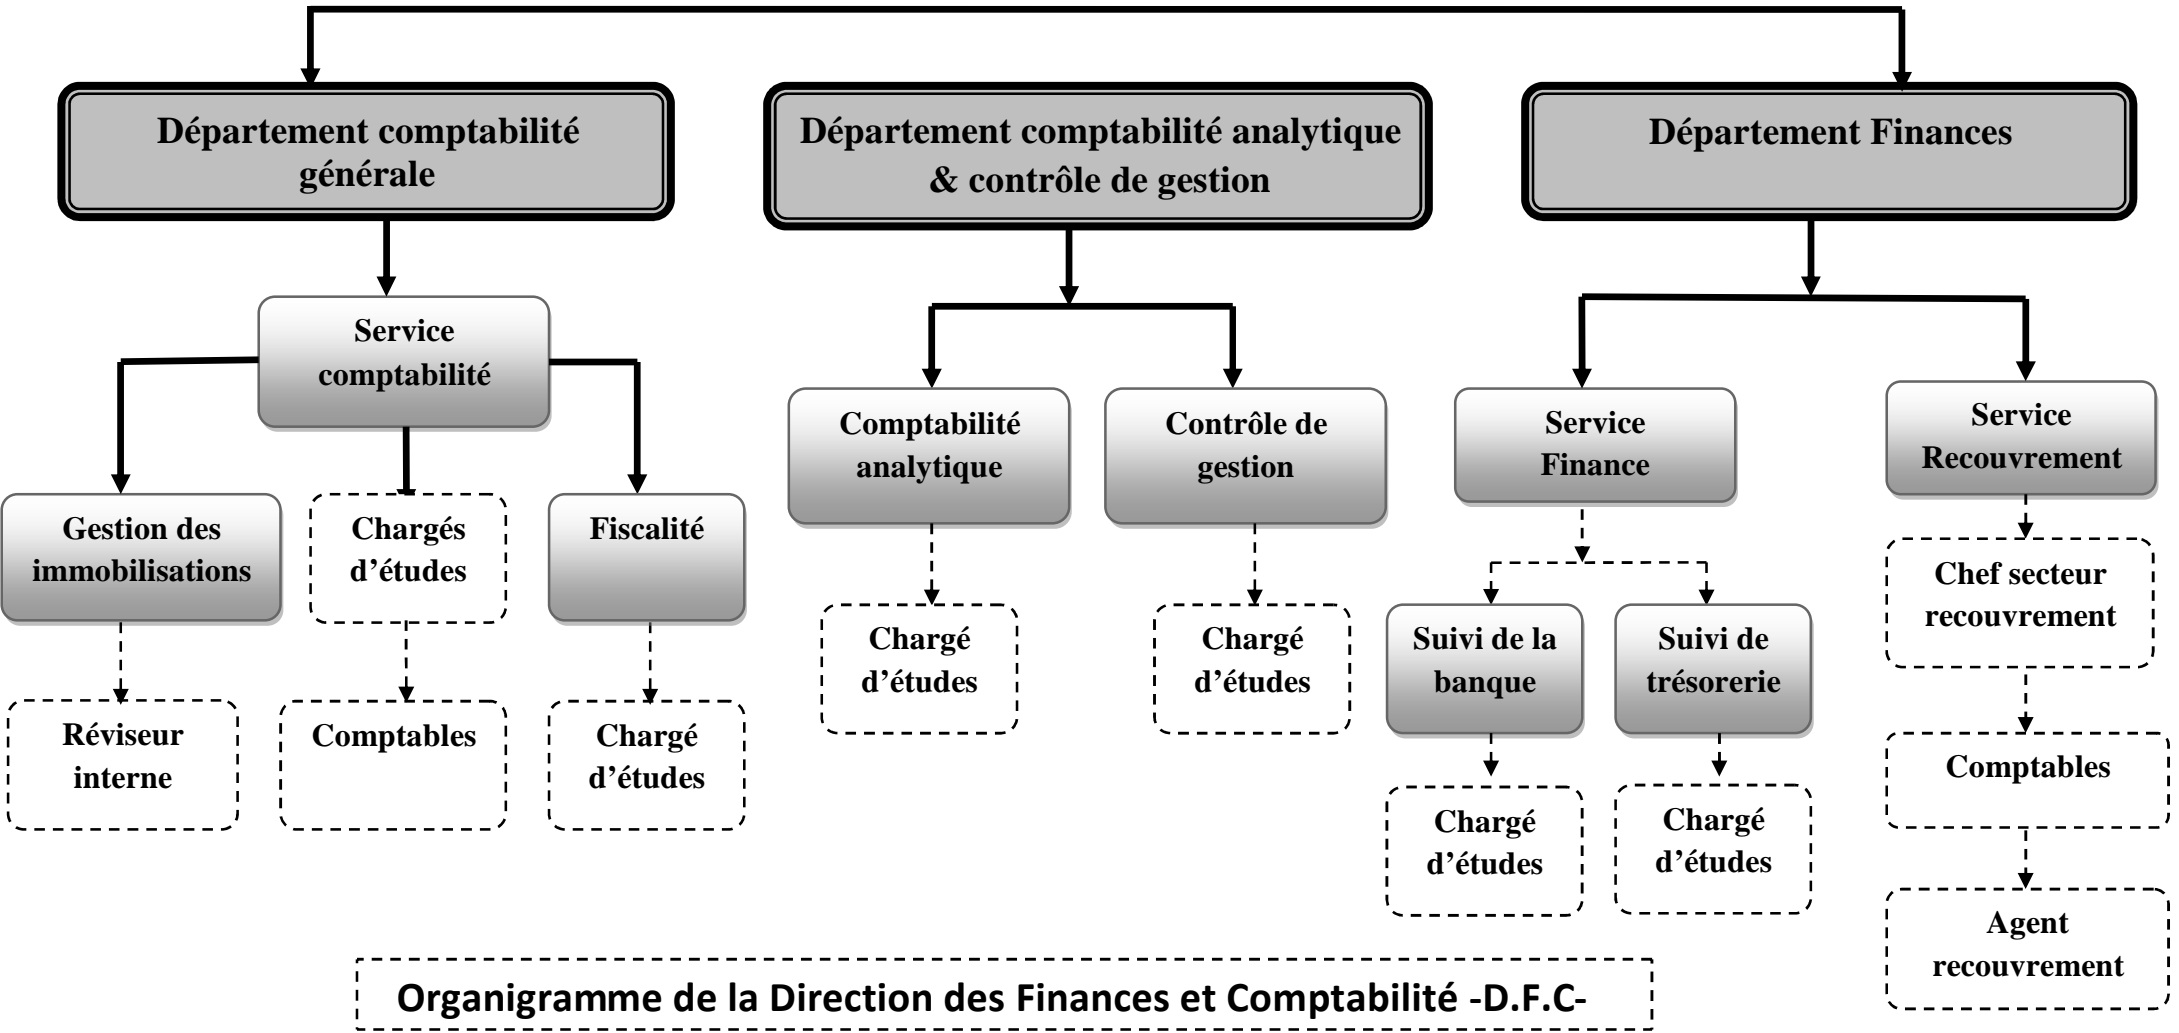 Département comptabilité
générale
Département comptabilité analytique
& contrôle de gestion
Département Finances
Service
comptabilité
Comptabilité
analytique
Contrôle de
gestion
Service
Finance
Service
Recouvrement
Gestion des
immobilisations
Chargés
d’études
Fiscalité
Chef secteur
recouvrement
Chargé
d’études
Chargé
d’études
Suivi de la
banque
Suivi de
trésorerie
Réviseur
interne
Comptables
Chargé
d’études
Comptables
Chargé
d’études
Chargé
d’études
Agent
recouvrement
Organigramme de la Direction des Finances et Comptabilité -D.F.C-